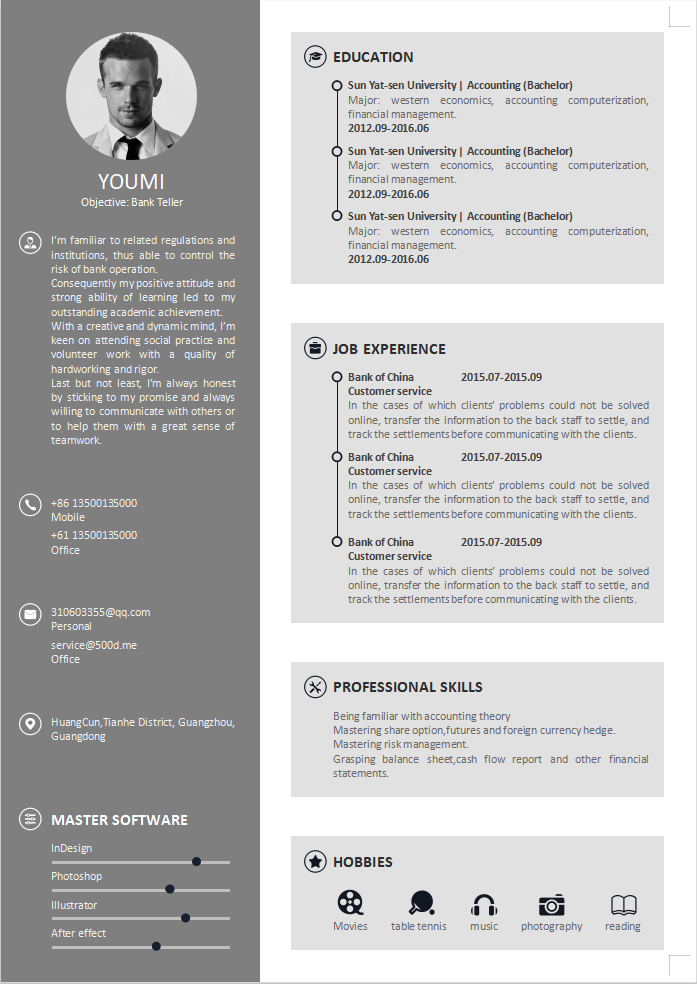 YOUMI
Objective: Bank Teller
I'm familiar to related regulations and
institutions, thus able to control the
risk of bank operation.
Consequently my positive attitude and
strong ability of learning led to my
outstanding academic achievement.
With a creative and dynamic mind, I'm
keen on attending social practice and
volunteer work with a quality of
hardworking and rigor.
Last but not least, I'm always honest
by sticking to my promise and always
willing to communicate with others or
to help them with a great sense of
teamwork.
+86 13500135000
Mobile
+61 13500135000
Office
310603355@qq.com
Personal
service@500d.me
Office
HuangCun,Tianhe District, Guangzhou,
Guangdong
MASTER SOFTWARE
InDesign
Photoshop
Illustrator
After effect
EDUCATION
Sun Yat-sen University | Accounting (Bachelor)
Major: western economics, accounting computerization,
financial management.
2012.09-2016.06
Sun Yat-sen University | Accounting (Bachelor)
Major: western economics, accounting computerization,
financial management.
2012.09-2016.06
Sun Yat-sen University | Accounting (Bachelor)
Major: western economics, accounting computerization,
financial management.
2012.09-2016.06
JOB EXPERIENCE
Bank of China 2015.07-2015.09
Customer service
In the cases of which clients' problems could not be solved
online, transfer the information to the back staff to settle, and
track the settlements before communicating with the clients.
Bank of China 2015.07-2015.09
Customer service
In the cases of which clients' problems could not be solved
online, transfer the information to the back staff to settle, and
track the settlements before communicating with the clients.
Bank of China 2015.07-2015.09
Customer service
In the cases of which clients' problems could not be solved
online, transfer the information to the back staff to settle, and
track the settlements before communicating with the clients.
PROFESSIONAL SKILLS
Being familiar with accounting theory
Mastering share option,futures and foreign currency hedge.
Mastering risk management.
Grasping balance sheet,cash flow report and other financial
statements.
HOBBIES
Movies table tennis music photography reading